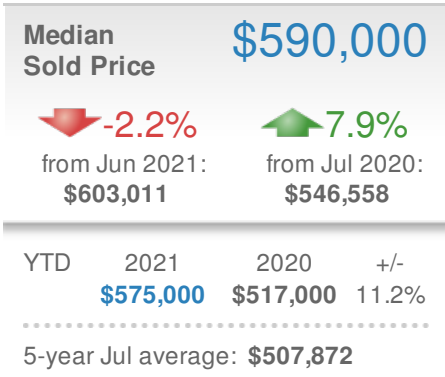 Median $590,000
Sold Price
-2.2% 7.9%
from Jun 2021: from Jul 2020:
$603,011 $546,558
YTD 2021 2020 +/-
$575,000 $517,000 11.2%
5-year Jul average: $507,872